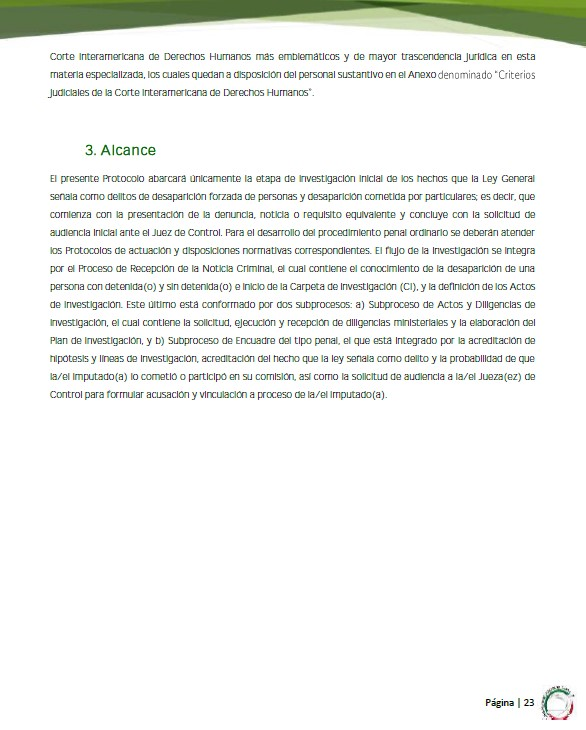 Corte Interamericana de Derechos Humanos más emblemáticos y de mayor trascendencia jurídica en esta
materia especializada, los cuales quedan a disposición del personal sustantivo en el Anexo denominado "Criterios
judiciales de la Corte Interamericana de Derechos Humanos".
3. Alcance
El presente Protocolo abarcará únicamente la etapa de investigación inicial de los hechos que la Ley General
señala como delitos de desaparición forzada de personas y desaparición cometida por particulares; es decir, que
comienza con la presentación de la denuncia, noticia o requisito equivalente y concluye con la solicitud de
audiencia inicial ante el Juez de Control. Para el desarrollo del procedimiento penal ordinario se deberán atender
los Protocolos de actuación y disposiciones normativas correspondientes. El flujo de la investigación se integra
por el Proceso de Recepción de la Noticia Criminal, el cual contiene el conocimiento de la desaparición de una
persona con detenida(o) y sin detenida(o) e inicio de la Carpeta de Investigación (CI), y la definición de los Actos
de Investigación. Este último está conformado por dos subprocesos: a) Subproceso de Actos y Diligencias de
Investigación, el cual contiene la solicitud, ejecución y recepción de diligencias ministeriales y la elaboración del
Plan de Investigación, y b) Subproceso de Encuadre del tipo penal, el que está integrado por la acreditación de
hipótesis y líneas de investigación, acreditación del hecho que la ley señala como delito y la probabilidad de que
la/el imputado(a) lo cometió o participó en su comisión, así como la solicitud de audiencia a la/el Jueza(ez) de
Control para formular acusación y vinculación a proceso de la/el imputado(a).
Página | 23